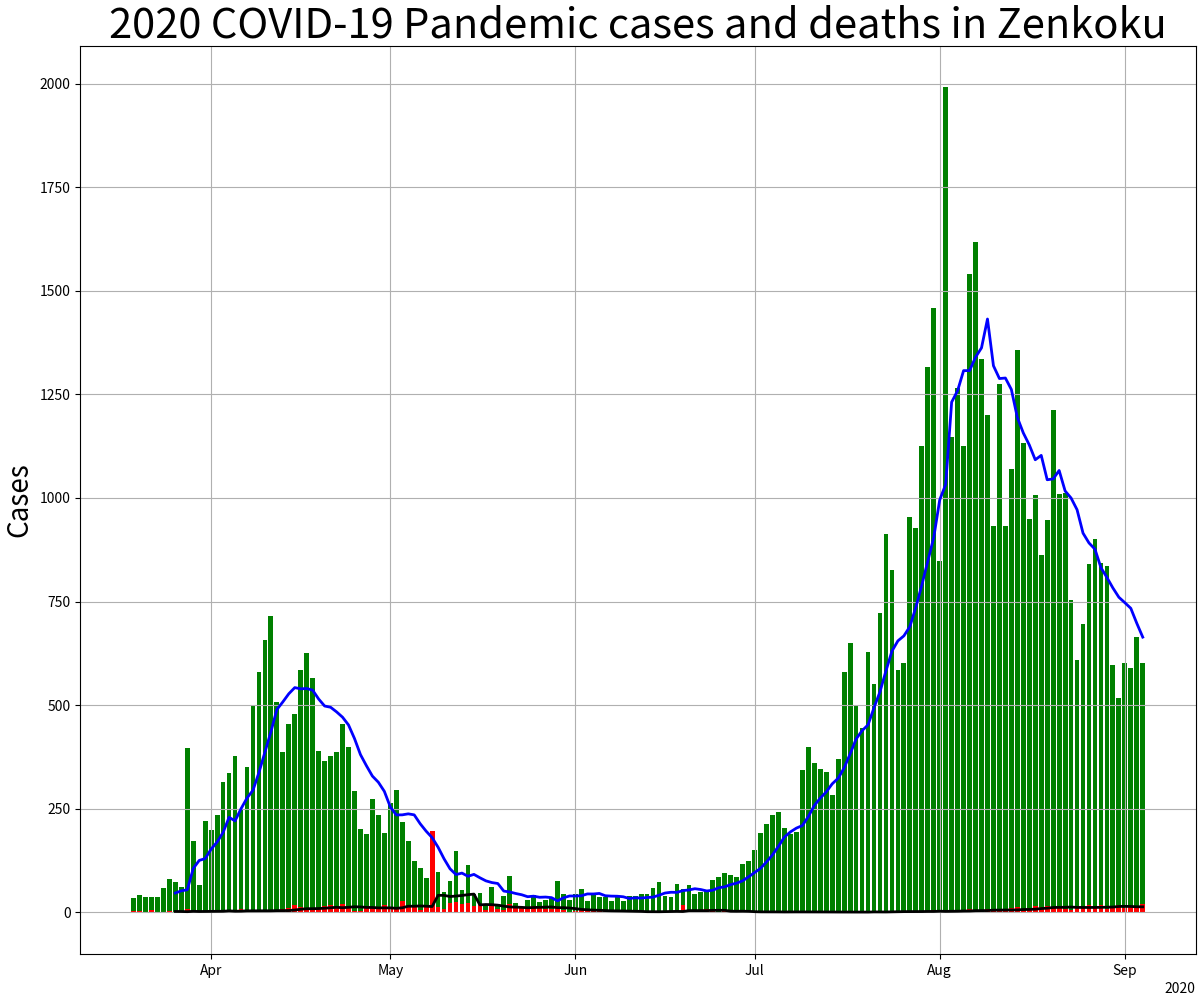 2020 COVID-19 Pandemic cases and deaths in Zenkoku
Cases
2000
1750
1500
1250
1000
750
500
250
0
Apr
May
Jun
Jul
Aug
Sep
2020